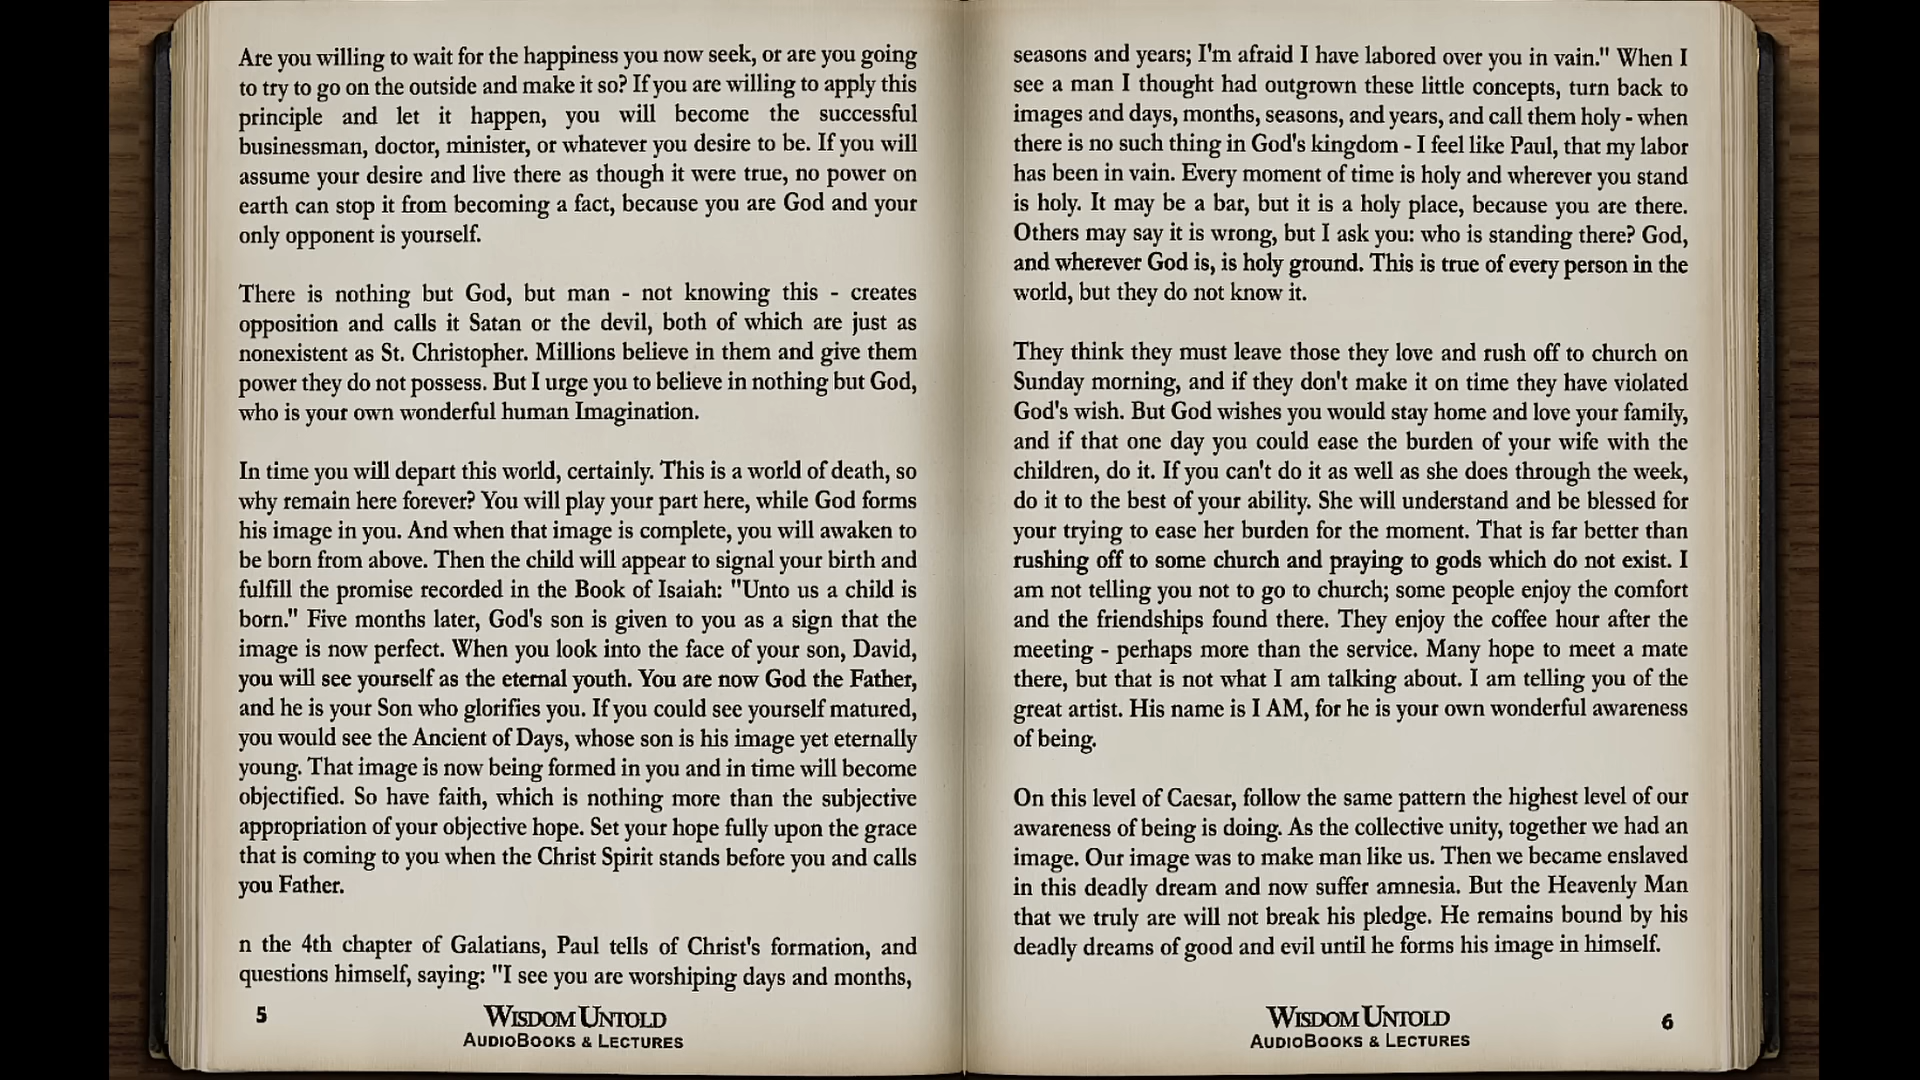 Are you willing to wait for the happiness you now seek, or are you going
to try to go on the outside and make it so? If you are willing to apply this
principle and let it happen, you will become the successful
businessman, doctor, minister, or whatever you desire to be. If you will
assume your desire and live there as though it were true, no power on
earth can stop it from becoming a fact, because you are God and your
only opponent is yourself.
There is nothing but God, but man - not knowing this - creates
opposition and calls it Satan or the devil, both of which are just as
nonexistent as St. Christopher. Millions believe in them and give them
power they do not possess. But I urge you to believe in nothing but God,
who is your own wonderful human Imagination.
In time you will depart this world, certainly. This is a world of death, so
why remain here forever? You will play your part here, while God forms
his image in you. And when that image is complete, you will awaken to
be born from above. Then the child will appear to signal your birth and
fulfill the promise recorded in the Book of Isaiah: "Unto us a child is
born." Five months later, God's son is given to you as a sign that the
image is now perfect. When you look into the face of your son, David,
you will see yourself as the eternal youth. You are now God the Father,
and he is your Son who glorifies you. If you could see yourself matured,
you would see the Ancient of Days, whose son is his image yet eternally
young. That image is now being formed in you and in time will become
objectified. So have faith, which is nothing more than the subjective
appropriation of your objective hope. Set your hope fully upon the grace
that is coming to you when the Christ Spirit stands before you and calls
you Father.
n the 4th chapter of Galatians, Paul tells of Christ's formation, and
questions himself, saying: "I see you are worshiping days and months,
5
WISDOM UNTOLD
AUDIOBOOKS & LECTURES
seasons and years; I'm afraid I have labored over you in vain." When I
see a man I thought had outgrown these little concepts, turn back to
images and days, months, seasons, and years, and call them holy - when
there is no such thing in God's kingdom - I feel like Paul, that my labor
has been in vain. Every moment of time is holy and wherever you stand
is holy. It may be a bar, but it is a holy place, because you are there.
Others may say it is wrong, but I ask you: who is standing there? God,
and wherever God is, is holy ground. This is true of every person in the
world, but they do not know it.
They think they must leave those they love and rush off to church on
Sunday morning, and if they don't make it on time they have violated
God's wish. But God wishes you would stay home and love your family,
and if that one day you could ease the burden of your wife with the
children, do it. If you can't do it as well as she does through the week,
do it to the best of your ability. She will understand and be blessed for
your trying to ease her burden for the moment. That is far better than
rushing off to some church and praying to gods which do not exist. I
am not telling you not to go to church; some people enjoy the comfort
and the friendships found there. They enjoy the coffee hour after the
meeting - perhaps more than the service. Many hope to meet a mate
there, but that is not what I am talking about. I am telling you of the
great artist. His name is I AM, for he is your own wonderful awareness
of being.
On this level of Caesar, follow the same pattern the highest level of our
awareness of being is doing. As the collective unity, together we had an
image. Our image was to make man like us. Then we became enslaved
in this deadly dream and now suffer amnesia. But the Heavenly Man
that we truly are will not break his pledge. He remains bound by his
deadly dreams of good and evil until he forms his image in himself.
WISDOM UNTOLD
AUDIOBOOKS & LECTURES
6